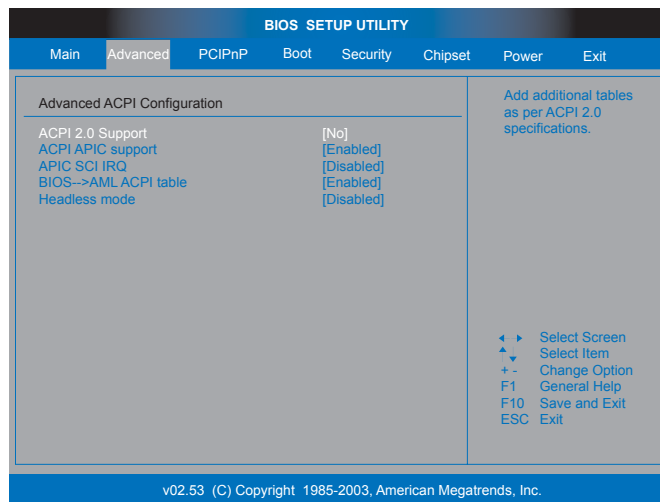 BIOS SETUP UTILITY
Main Advanced PCIPnP Boot Security Chipset Power Exit
Advanced ACPI Configuration
ACPI 2.0 Support [No]
ACPI APIC support [Enabled]
APIC SCI IRQ [Disabled]
BIOS-->AML ACPI table [Enabled]
Headless mode [Disabled]
Add additional tables
as per ACPI 2.0
specifications.
Select Screen
Select Item
+ - Change Option
F1 General Help
F10 Save and Exit
ESC Exit
v02.53 (C) Copyright 1985-2003, American Megatrends, Inc.